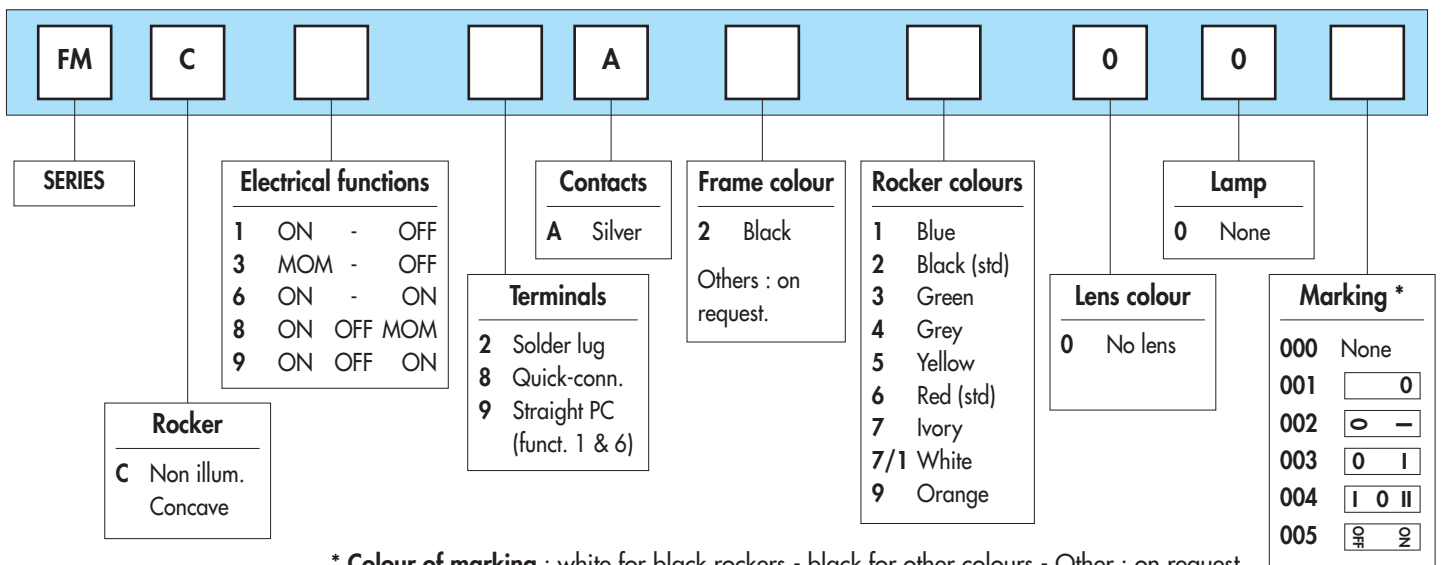 FM C A 0 0
SERIES
Electrical functions
1 ON - OFF
3 MOM - OFF
6 ON - ON
8 ON OFF MOM
9 ON OFF ON
Contacts
A Silver
Frame colour
2 Black
Others : on
request.
Rocker colours
1 Blue
2 Black (std)
3 Green
4 Grey
5 Yellow
6 Red (std)
7 Ivory
7/1 White
9 Orange
Lamp
0 None
Terminals
2 Solder lug
8 Quick-conn.
9 Straight PC
(funct. 1 & 6)
Lens colour
0 No lens
Marking *
000 None
001 0
002 0 I
003 0 I
004 I 0 II
005 OFF ON
Rocker
C Non illum.
Concave
* Colour of marking : white for black rockers - black for other colours - Other : on request